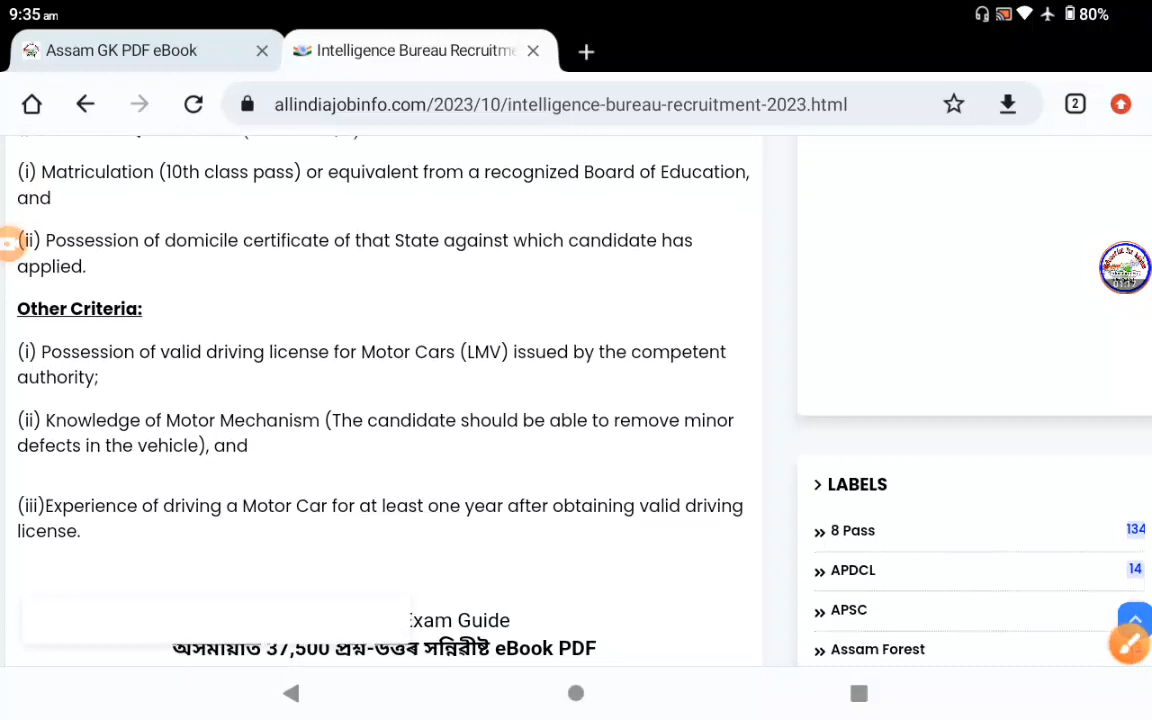 9:35 am
80%
Assam GK PDF eBook
Intelligence Bureau Recruitme
allindiajobinfo.com/2023/10/intelligence-bureau-recruitment-2023.html
2
(i) Matriculation (10th class pass) or equivalent from a recognized Board of Education,
and
(ii) Possession of domicile certificate of that State against which candidate has
applied.
Other Criteria:
(i) Possession of valid driving license for Motor Cars (LMV) issued by the competent
authority;
(ii) Knowledge of Motor Mechanism (The candidate should be able to remove minor
defects in the vehicle), and
(iii)Experience of driving a Motor Car for at least one year after obtaining valid driving
license.
Exam Guide
অসমীয়াত 37,500 প্ৰশ্ন-উত্তৰ সন্নিৱিষ্ট eBook PDF
01:17
> LABELS
» 8 Pass 134
» APDCL 14
» APSC
» Assam Forest